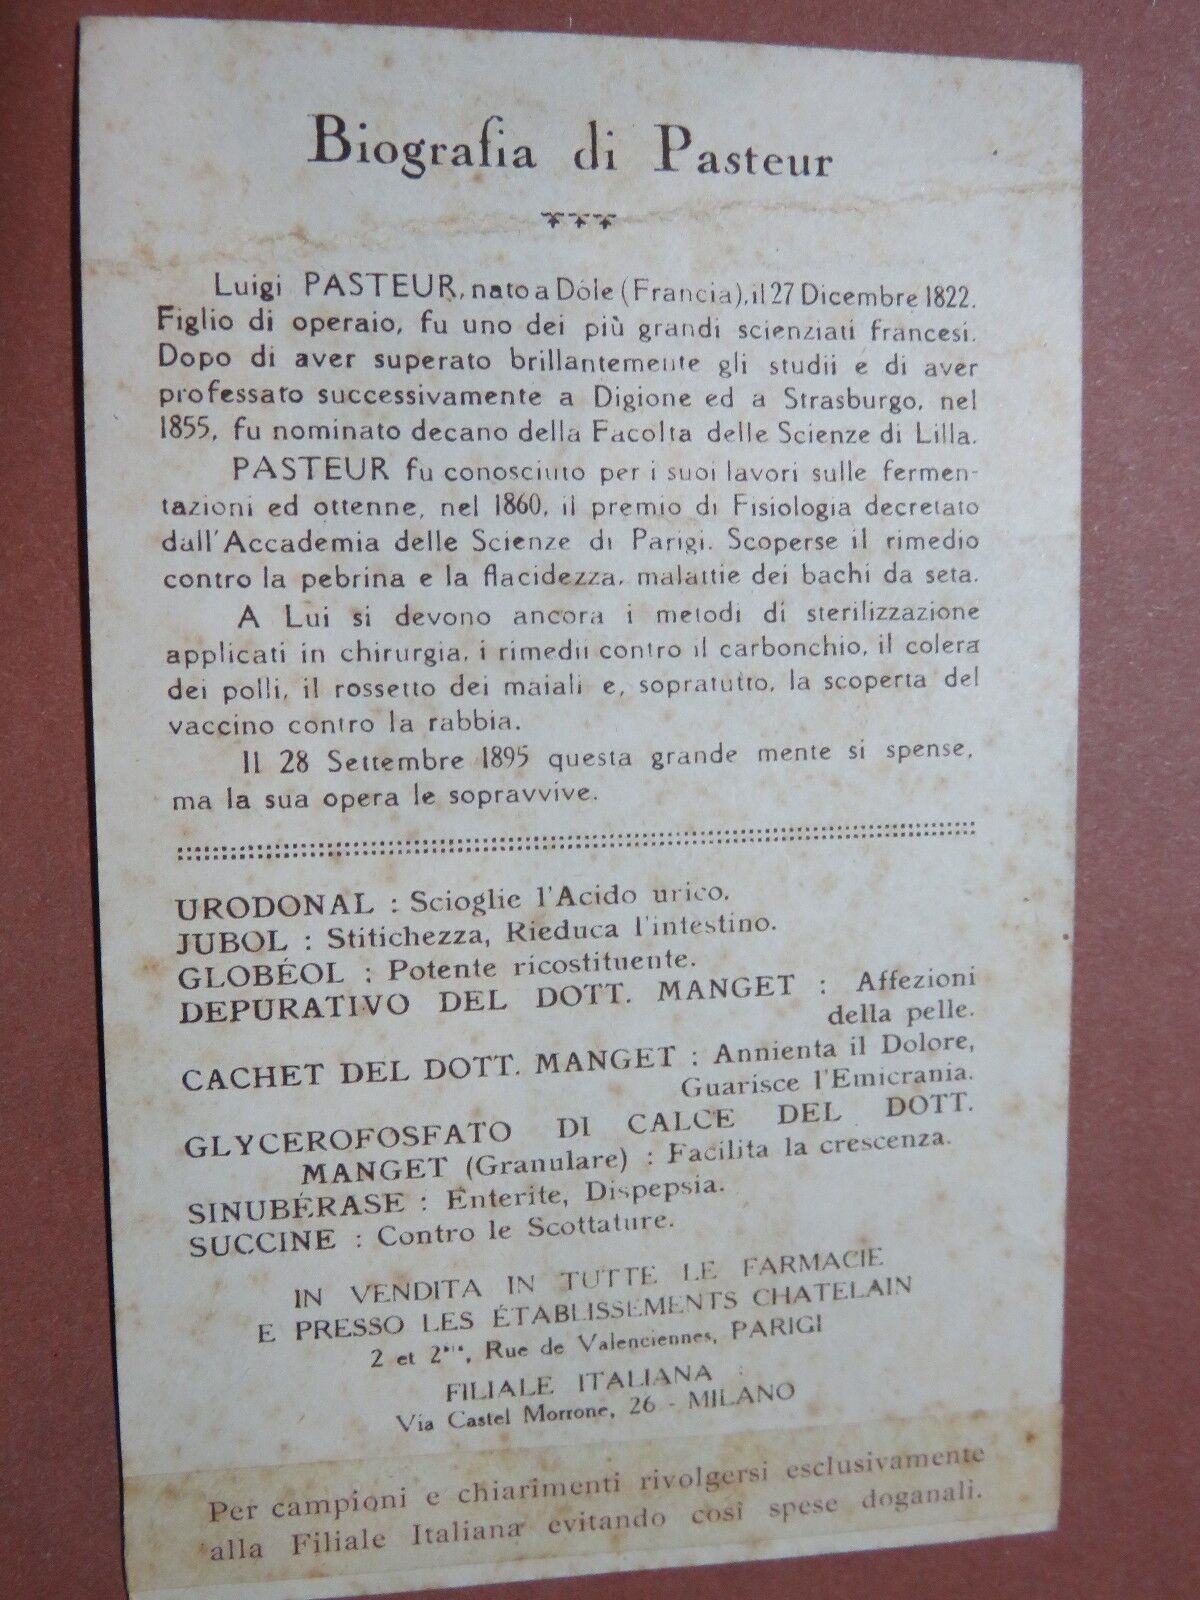 Biografia di Pasteur
Luigi PASTEUR, nato a Dóle (Francia), il 27 Dicembre 1822.
Figlio di operaio, fu uno dei più grandi scienziati francesi.
Dopo di aver superato brillantemente gli studii e di aver
professato successivamente a Digione ed a Strasburgo, nel
1855, fu nominato decano della Facolta delle Scienze di Lilla.
PASTEUR fu conosciuto per i suoi lavori sulle fermen-
tazioni ed ottenne, nel 1860, il premio di Fisiologia decretato
dall'Accademia delle Scienze di Parigi. Scoperse il rimedio
contro la pebrina e la flacidezza, malattie dei bachi da seta.
A Lui si devono ancora i metodi di sterilizzazione
applicati in chirurgia, i rimedii contro il carbonchio, il colera
dei polli, il rossetto dei maiali e, sopratutto, la scoperta del
vaccino contro la rabbia.
Il 28 Settembre 1895 questa grande mente si spense,
ma la sua opera le sopravvive.
URODONAL : Scioglie l'Acido urico.
JUBOL : Stitichezza, Rieduca l'intestino.
GLOBÉOL : Potente ricostituente.
DEPURATIVO DEL DOTT. MANGET : Affezioni
della pelle.
CACHET DEL DOTT. MANGET : Annienta il Dolore,
Guarisce l'Emicrania.
GLYCEROFOSFATO DI CALCE DEL DOTT.
MANGET (Granulare) : Facilita la crescenza.
SINUBÉRASE : Enterite, Dispepsia.
SUCCINE : Contro le Scottature.
IN VENDITA IN TUTTE LE FARMACIE
E PRESSO LES ÉTABLISSEMENTS CHATELAIN
2 et 2bis, Rue de Valenciennes, PARIGI
FILIALE ITALIANA :
Via Castel Morrone, 26 - MILANO
Per campioni e chiarimenti rivolgersi esclusivamente
alla Filiale Italiana evitando così spese doganali.